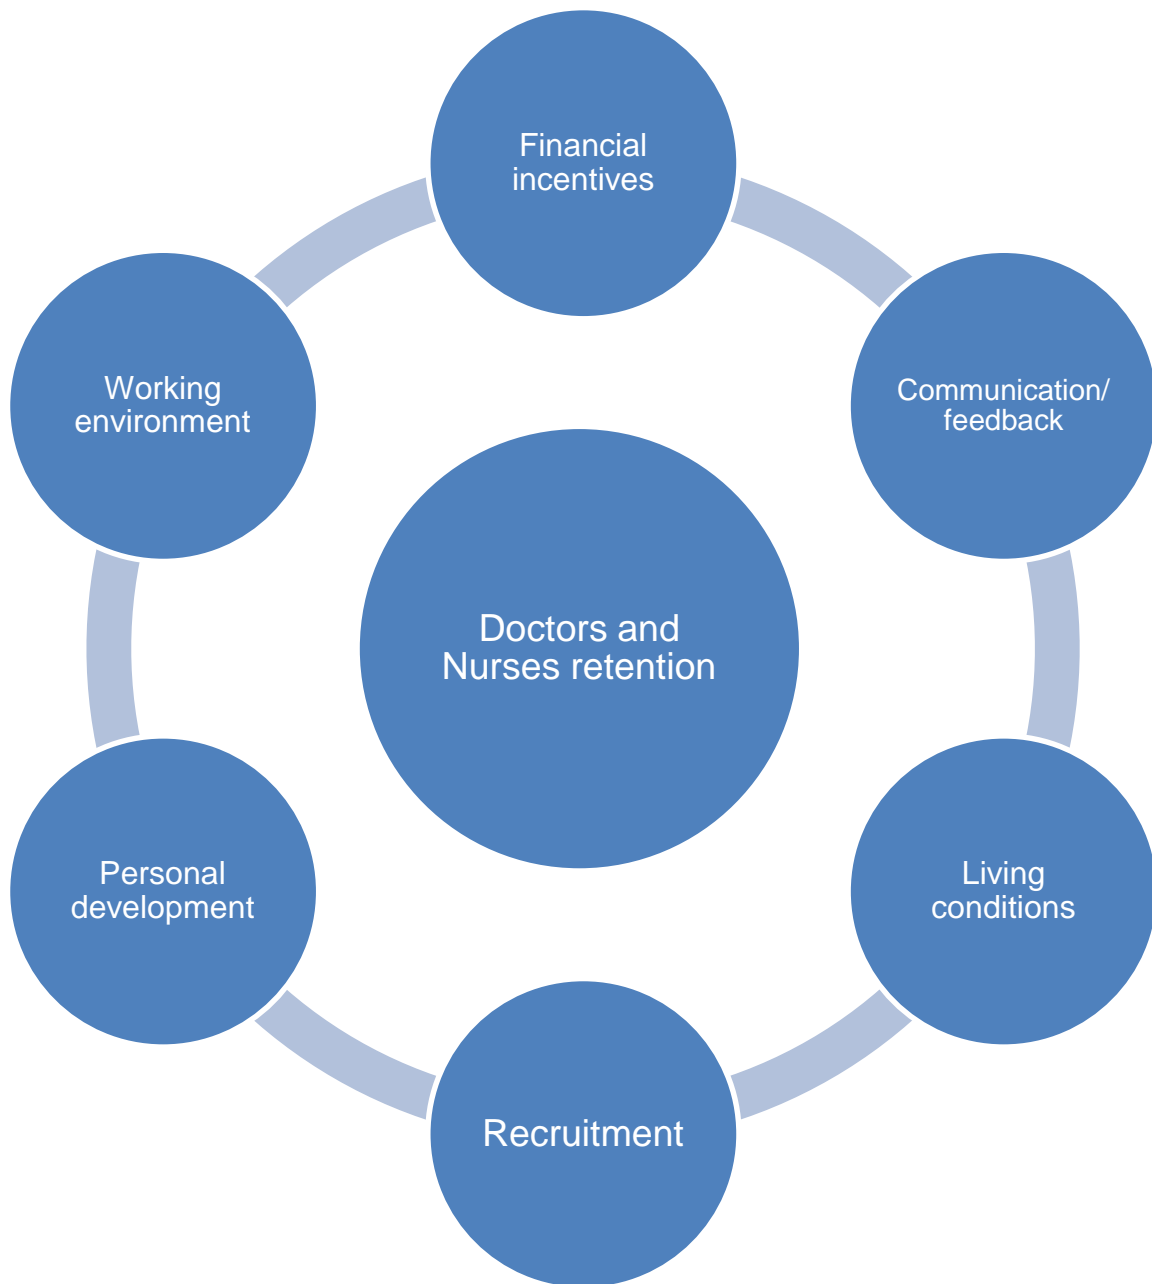 Financial
incentives
Communication/
feedback
Living
conditions
Recruitment
Personal
development
Working
environment
Doctors and
Nurses retention